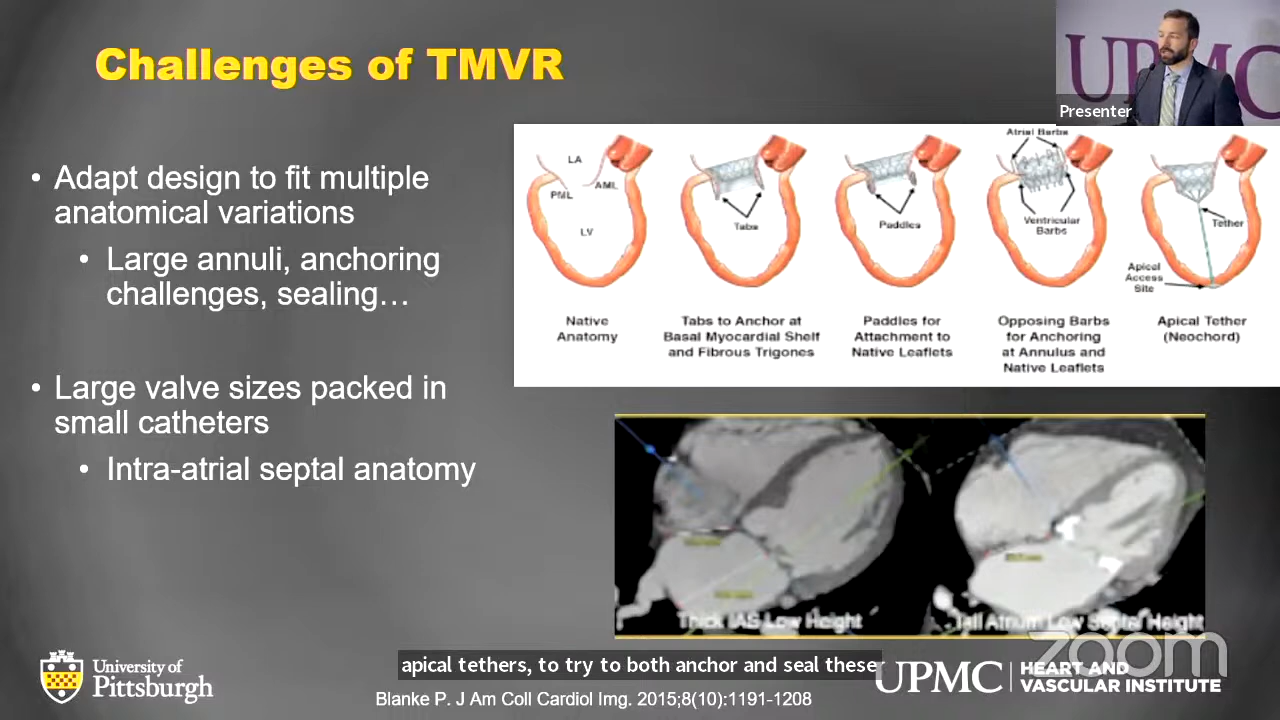 Challenges of TMVR
UPMC
Presenter
• Adapt design to fit multiple
anatomical variations
• Large annuli, anchoring
challenges, sealing…
• Large valve sizes packed in
small catheters
• Intra-atrial septal anatomy
LA
AML
PML
LV
Native
Anatomy
Tabs
Tabs to Anchor at
Basal Myocardial Shelf
and Fibrous Trigones
Paddles
Paddles for
Attachment to
Native Leaflets
Atrial Barbs
Ventricular
Barbs
Opposing Barbs
for Anchoring
at Annulus and
Native Leaflets
Tether
Apical
Access
Site
Apical Tether
(Neochord)
Thick IAS Low Height
Tall Atrium Low Septal Height
zoom
apical tethers, to try to both anchor and seal these
University of
Pittsburgh
Blanke P. J Am Coll Cardiol Img. 2015;8(10):1191-1208
UPMC
HEART AND
VASCULAR INSTITUTE